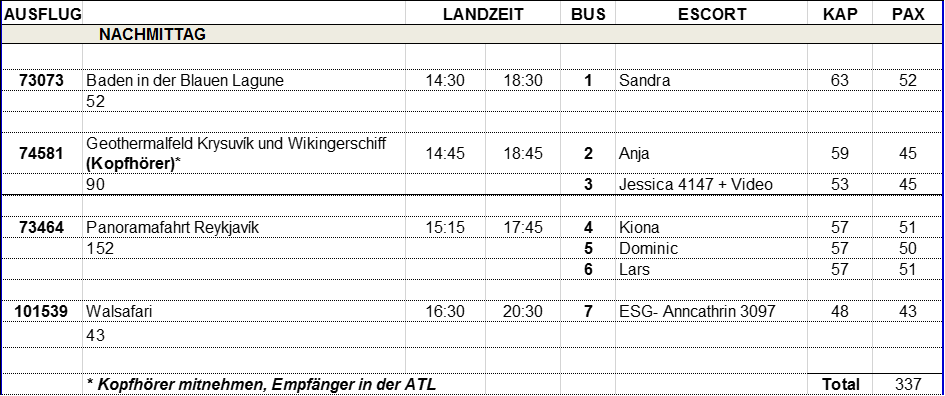 AUSFLUG LANDZEIT BUS ESCORT KAP PAX
NACHMITTAG
73073 Baden in der Blauen Lagune 14:30 18:30 1 Sandra 63 52
52
74581 Geothermalfeld Krysuvík und Wikingerschiff (Kopfhörer)* 14:45 18:45 2 Anja 59 45
90 3 Jessica 4147 + Video 53 45
73464 Panoramafahrt Reykjavík 15:15 17:45 4 Kiona 57 51
152 5 Dominic 57 50
6 Lars 57 51
101539 Walsafari 16:30 20:30 7 ESG- Anncathrin 3097 48 43
43
* Kopfhörer mitnehmen, Empfänger in der ATL Total 337